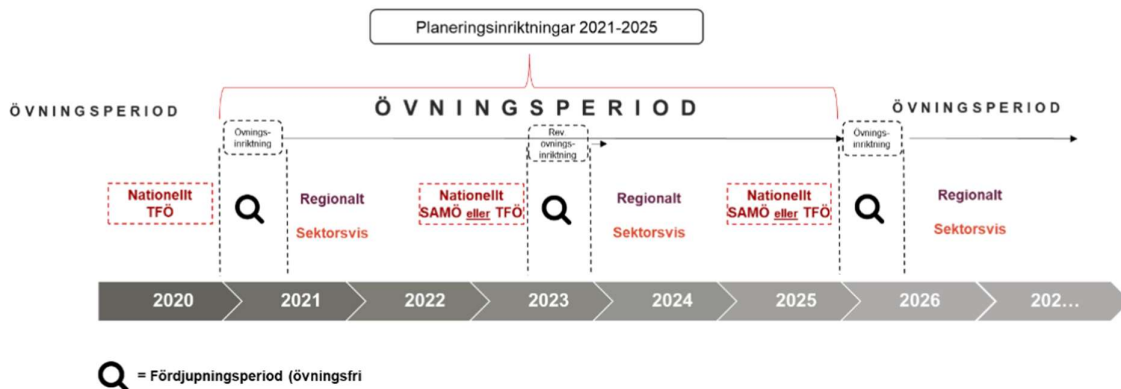 Planeringsinriktningar 2021-2025
ÖVNINGSPERIOD
ÖVNINGSPERIOD
ÖVNINGSPERIOD
Övnings-
inriktning
Rev.
övnings-
inriktning
Övnings-
inriktning
Nationellt
TFÖ
Regionalt
Sektorsvis
Nationellt
SAMÖ eller TFÖ
Regionalt
Sektorsvis
Nationellt
SAMÖ eller TFÖ
Regionalt
Sektorsvis
2020
2021
2022
2023
2024
2025
2026
202…
= Fördjupningsperiod (övningsfri